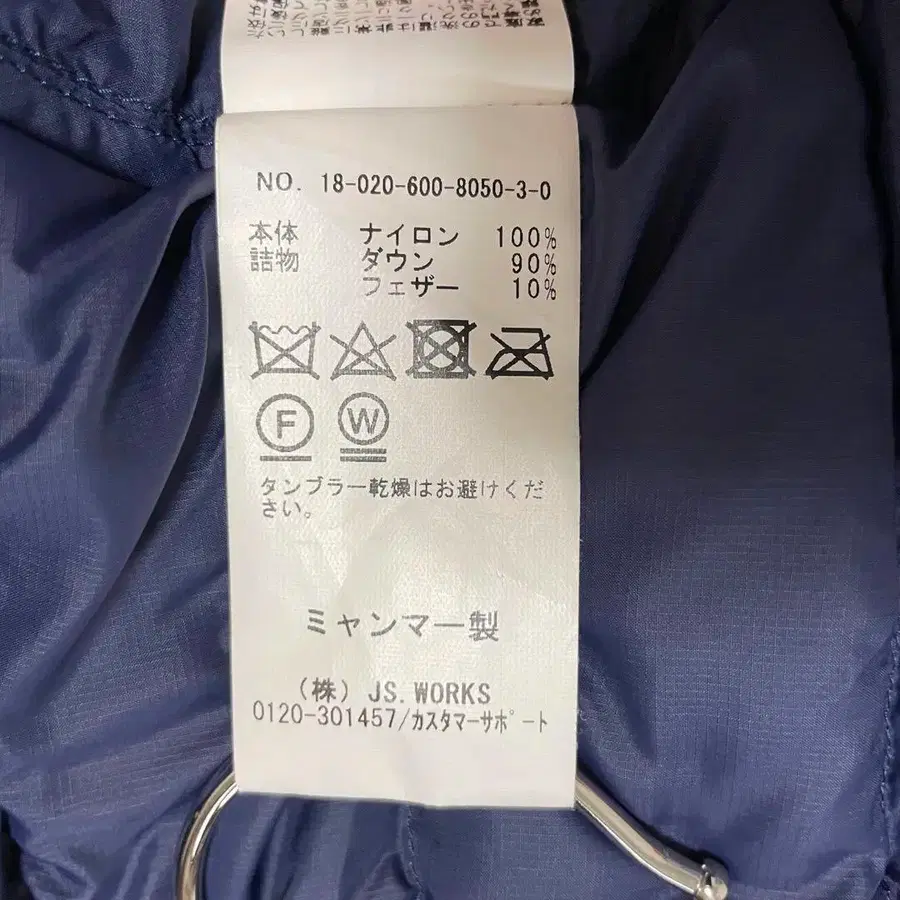 NO. 18-020-600-8050-3-0
本体 ナイロン 100%
詰物 ダウン 90%
フェザー 10%
F W
タンブラー乾燥はお避けくだ
さい。
ミャンマー製
(株) JS.WORKS
0120-301457/カスタマーサポート